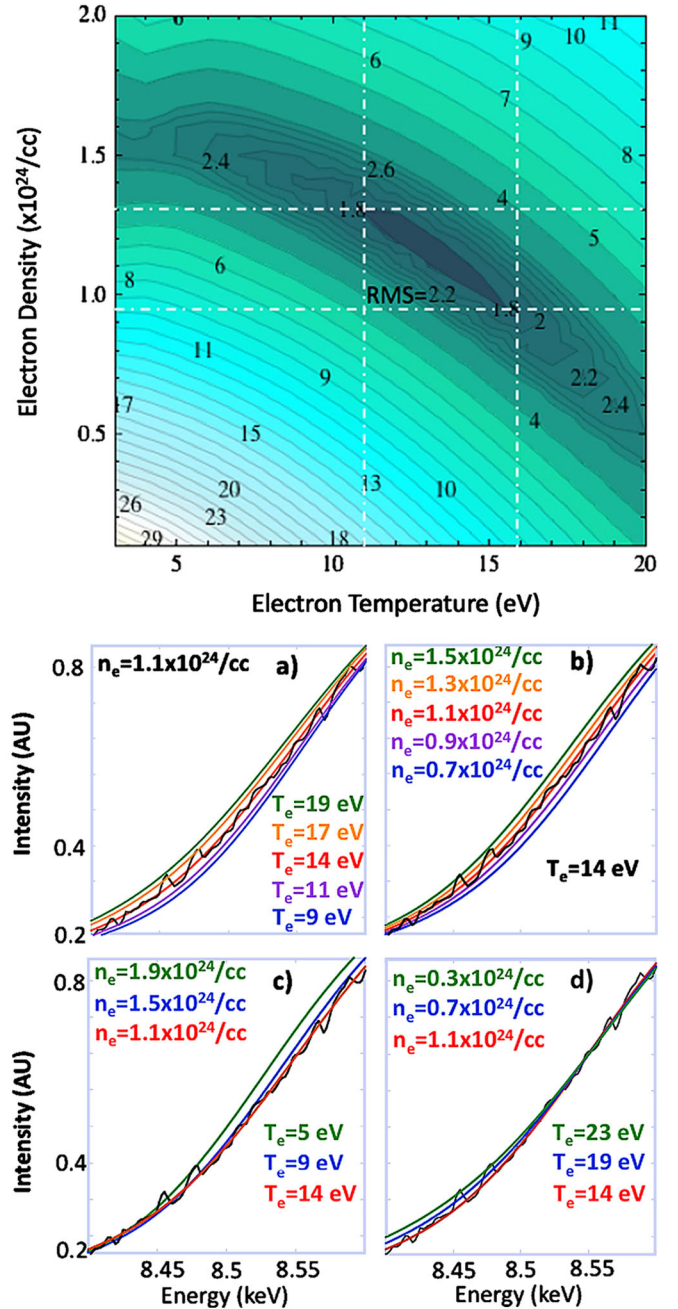 2.0
6
9
10
11
6
7
8
1.5
2.4
2.6
4
1.8
5
6
8
1.0
RMS=2.2
1.8
2
11
9
2.2
2.4
17
4
0.5
15
13
10
20
26
23
29
18
5
10
15
20
Electron Density (x10²⁴/cc)
Electron Temperature (eV)
0.8
nₑ=1.1x10²⁴/cc
a)
Intensity (AU)
0.4
0.2
Tₑ=19 eV
Tₑ=17 eV
Tₑ=14 eV
Tₑ=11 eV
Tₑ=9 eV
nₑ=1.5x10²⁴/cc
b)
nₑ=1.3x10²⁴/cc
nₑ=1.1x10²⁴/cc
nₑ=0.9x10²⁴/cc
nₑ=0.7x10²⁴/cc
Tₑ=14 eV
0.8
nₑ=1.9x10²⁴/cc
c)
nₑ=1.5x10²⁴/cc
nₑ=1.1x10²⁴/cc
Intensity (AU)
0.4
0.2
Tₑ=5 eV
Tₑ=9 eV
Tₑ=14 eV
8.45
8.5
8.55
Energy (keV)
nₑ=0.3x10²⁴/cc
d)
nₑ=0.7x10²⁴/cc
nₑ=1.1x10²⁴/cc
Tₑ=23 eV
Tₑ=19 eV
Tₑ=14 eV
8.45
8.5
8.55
Energy (keV)